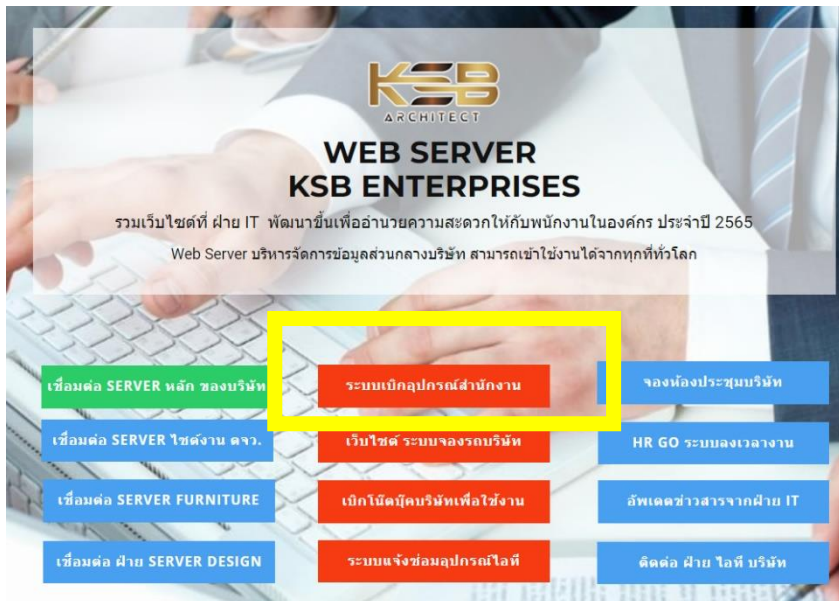 KSB
ARCHITECT
WEB SERVER
KSB ENTERPRISES
รวมเว็บไซต์ที่ ฝ่าย IT พัฒนาขึ้นเพื่ออำนวยความสะดวกให้กับพนักงานในองค์กร ประจำปี 2565
Web Server บริหารจัดการข้อมูลส่วนกลางบริษัท สามารถเข้าใช้งานได้จากทุกที่ทั่วโลก
เชื่อมต่อ SERVER หลัก ของบริษัท
ระบบเบิกอุปกรณ์สำนักงาน
จองห้องประชุมบริษัท
เชื่อมต่อ SERVER ไซต์งาน ตจว.
เว็บไซต์ ระบบจองรถบริษัท
HR GO ระบบลงเวลางาน
เชื่อมต่อ SERVER FURNITURE
เบิกโน๊ตบุ๊คบริษัทเพื่อใช้งาน
อัพเดตข่าวสารจากฝ่าย IT
เชื่อมต่อ ฝ่าย SERVER DESIGN
ระบบแจ้งซ่อมอุปกรณ์ไอที
ติดต่อ ฝ่าย ไอที บริษัท